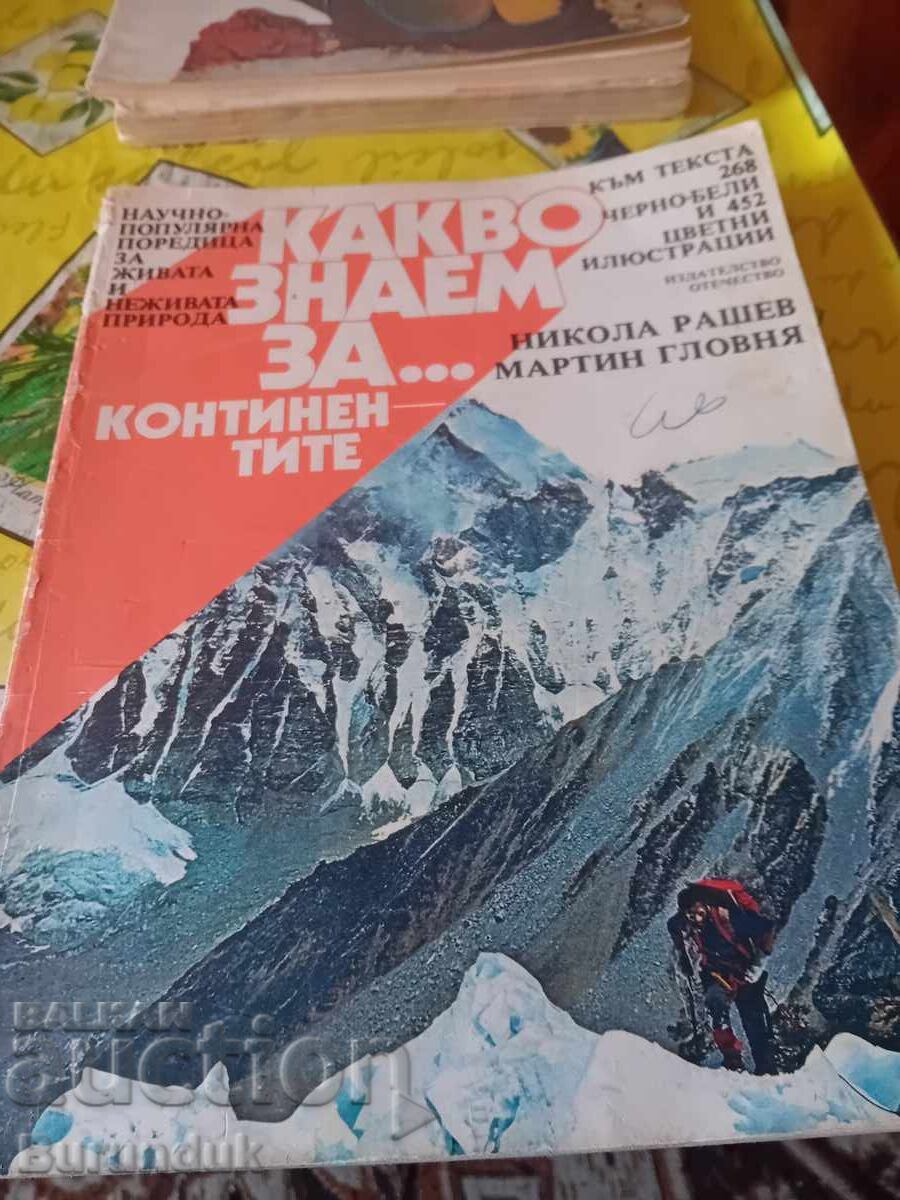 НАУЧНО-
ПОПУЛЯРНА
ПОРЕДИЦА
ЗА
ЖИВАТА
И
НЕЖИВАТА
ПРИРОДА
КАКВО
ЗНАЕМ
ЗА...
КОНТИНЕН
ТИТЕ
КЪМ ТЕКСТА
268
ЧЕРНО-БЕЛИ
И 452
ЦВЕТНИ
ИЛЮСТРАЦИИ
ИЗДАТЕЛСТВО
ОТЕЧЕСТВО
НИКОЛА РАШЕВ
МАРТИН ГЛОВНЯ
BALKAN
auction
Burunduk